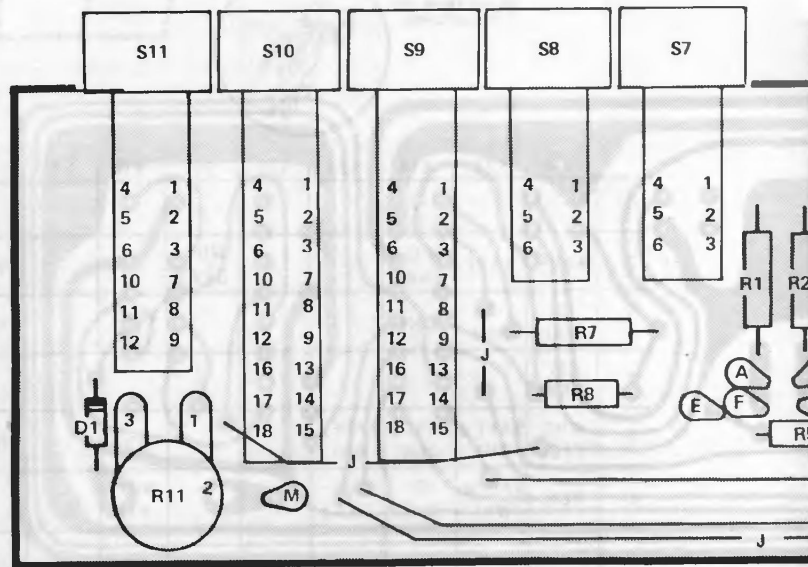 S11 S10 S9 S8 S7
4 1 4 1 4 1 4 1 4 1
5 2 5 2 5 2 5 2 5 2
6 3 6 3 6 3 6 3 6 3
10 7 10 7 10 7
R1 R2
11 8 11 8 11 8
12 9 12 9 12 9
R7
J
16 13 16 13
A
R8
17 14 17 14
E F
D1 3 1
18 15 18 15
J
R11 2
M
J